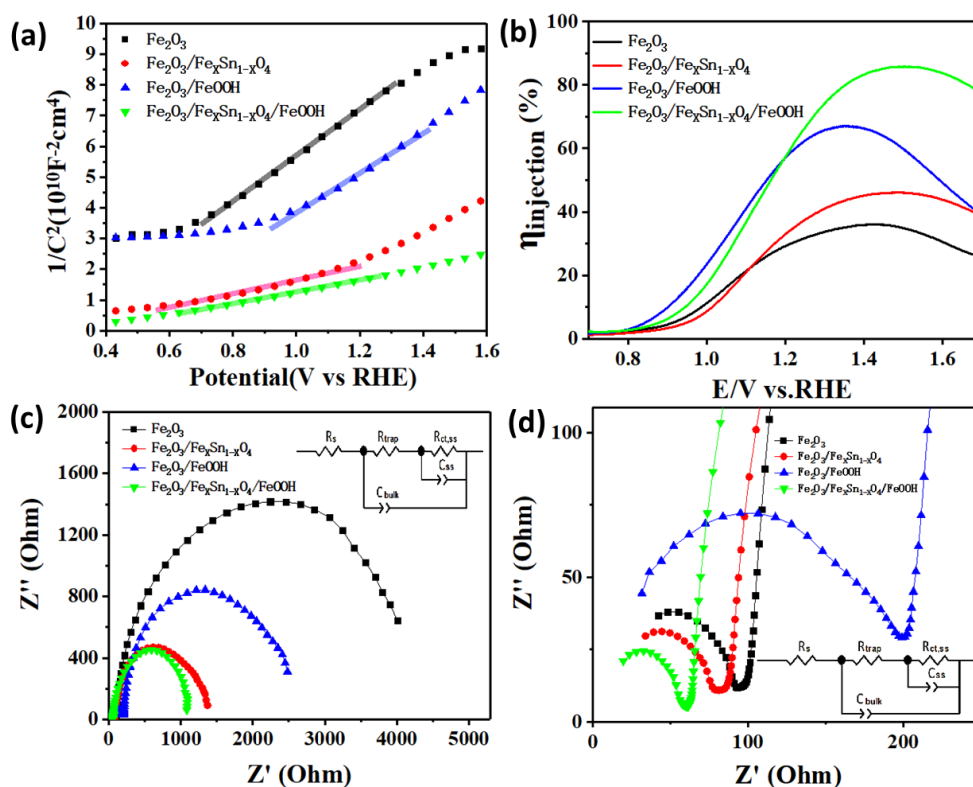 (a)
Fe₂O₃
Fe₂O₃/FeₓSn₁₋ₓO₄
Fe₂O₃/FeOOH
Fe₂O₃/FeₓSn₁₋ₓO₄/FeOOH
1/C²(10¹⁰F⁻²cm⁴)
10
9
8
7
6
5
4
3
2
1
0
0.4 0.6 0.8 1.0 1.2 1.4 1.6
Potential(V vs RHE)
(b)
Fe₂O₃
Fe₂O₃/FeₓSn₁₋ₓO₄
Fe₂O₃/FeOOH
Fe₂O₃/FeₓSn₁₋ₓO₄/FeOOH
ηinjection (%)
100
80
60
40
20
0
0.8 1.0 1.2 1.4 1.6
E/V vs.RHE
(c)
Fe₂O₃
Fe₂O₃/FeₓSn₁₋ₓO₄
Fe₂O₃/FeOOH
Fe₂O₃/FeₓSn₁₋ₓO₄/FeOOH
Rs Rtrap Rct,ss
Css
Cbulk
Z'' (Ohm)
2000
1600
1200
800
400
0
0 1000 2000 3000 4000 5000
Z' (Ohm)
(d)
Fe₂O₃
Fe₂O₃/FeₓSn₁₋ₓO₄
Fe₂O₃/FeOOH
Fe₂O₃/FeₓSn₁₋ₓO₄/FeOOH
Rs Rtrap Rct,ss
Css
Cbulk
Z'' (Ohm)
100
50
0
0 100 200
Z' (Ohm)